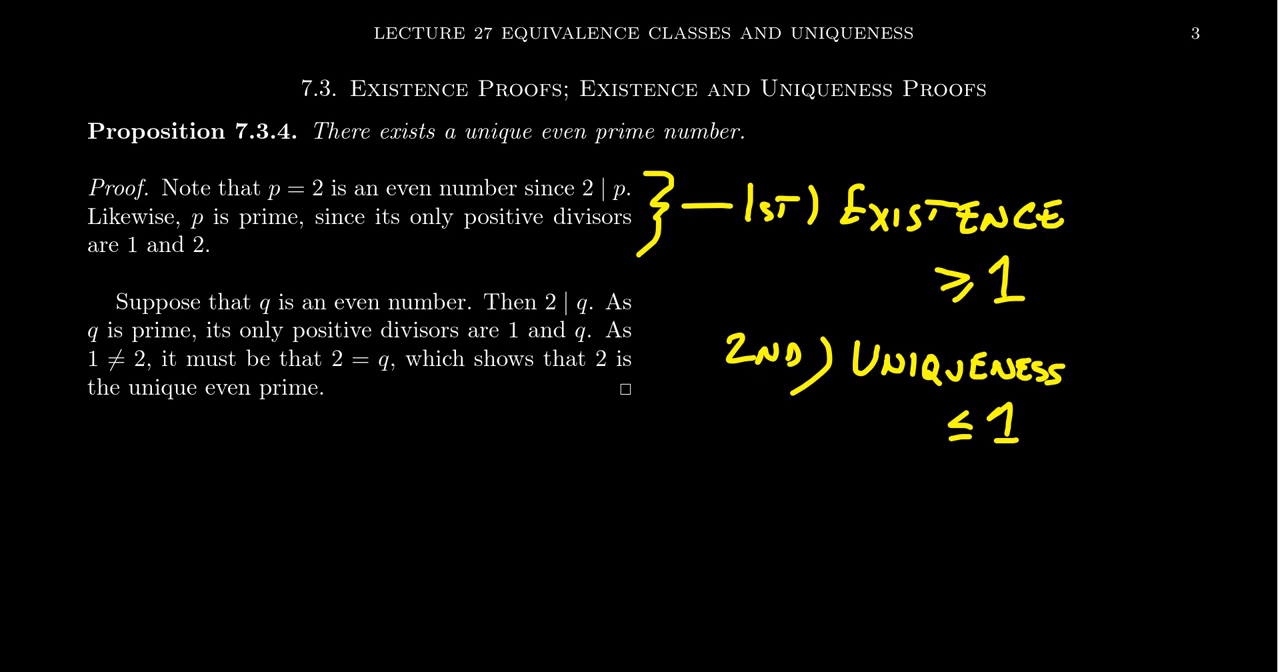 LECTURE 27 EQUIVALENCE CLASSES AND UNIQUENESS 3
7.3. Existence Proofs; Existence and Uniqueness Proofs
Proposition 7.3.4. There exists a unique even prime number.
Proof. Note that p = 2 is an even number since 2 | p.
Likewise, p is prime, since its only positive divisors
are 1 and 2.
Suppose that q is an even number. Then 2 | q. As
q is prime, its only positive divisors are 1 and q. As
1 ≠ 2, it must be that 2 = q, which shows that 2 is
the unique even prime. □
} — 1ST) EXISTENCE
⩾ 1
2ND) UNIQUENESS
≤ 1